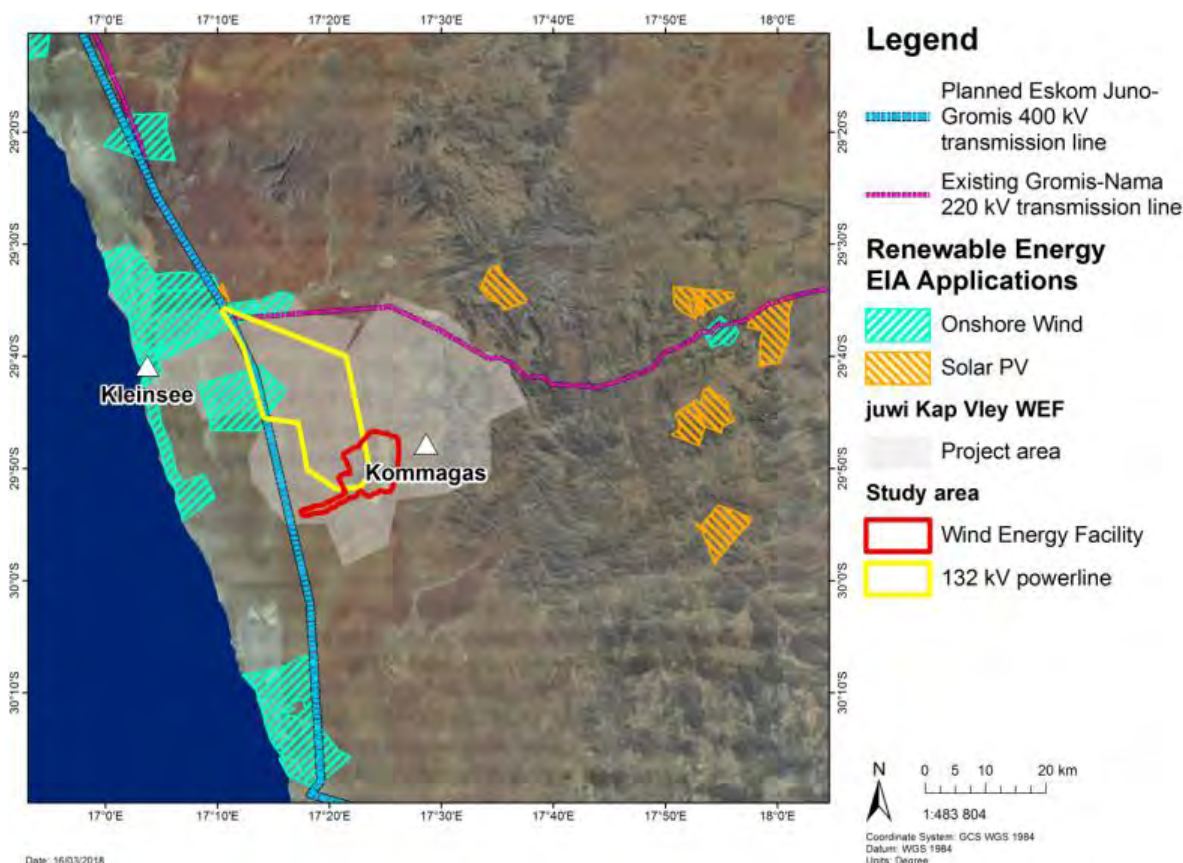 17°0'E 17°10'E 17°20'E 17°30'E 17°40'E 17°50'E 18°0'E
29°20'S 29°20'S
29°30'S 29°30'S
29°40'S 29°40'S
Kleinsee
29°50'S 29°50'S
Kommagas
30°0'S 30°0'S
30°10'S 30°10'S
17°0'E 17°10'E 17°20'E 17°30'E 17°40'E 17°50'E 18°0'E
Date: 16/03/2018
Legend
Planned Eskom Juno-
Gromis 400 kV
transmission line
Existing Gromis-Nama
220 kV transmission line
Renewable Energy
EIA Applications
Onshore Wind
Solar PV
juwi Kap Vley WEF
Project area
Study area
Wind Energy Facility
132 kV powerline
N
0 5 10 20 km
1:483 804
Coordinate System: GCS WGS 1984
Datum: WGS 1984
Units: Degree